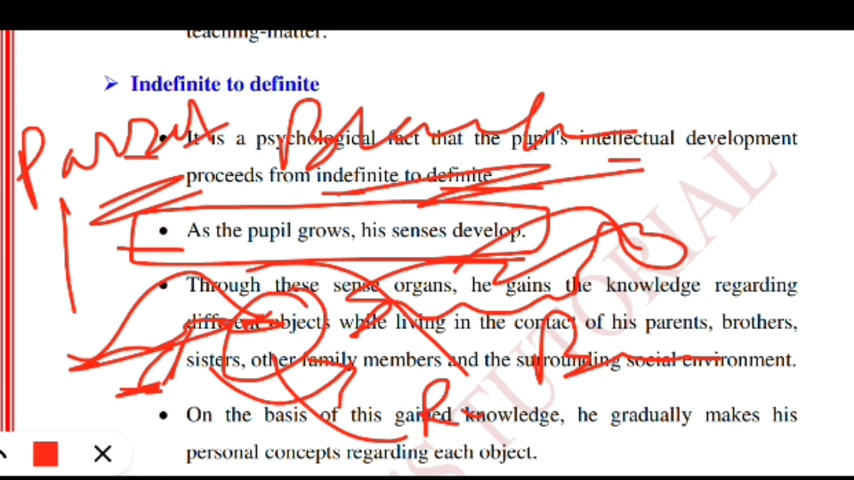 teaching-matter.
➢ Indefinite to definite
• It is a psychological fact that the pupil's intellectual development
proceeds from indefinite to definite.
• As the pupil grows, his senses develop.
• Through these sense organs, he gains the knowledge regarding
different objects while living in the contact of his parents, brothers,
sisters, other family members and the surrounding social environment.
• On the basis of this gained knowledge, he gradually makes his
personal concepts regarding each object.
R
'S TUTORIAL